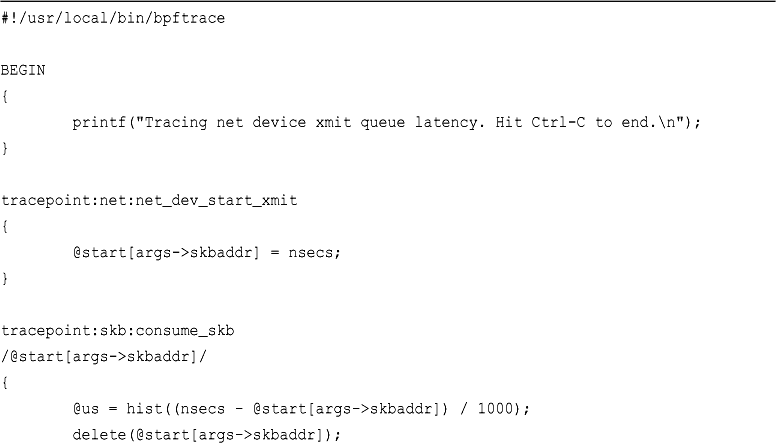 #!/usr/local/bin/bpftrace
BEGIN
{
printf("Tracing net device xmit queue latency. Hit Ctrl-C to end.\n");
}
tracepoint:net:net_dev_start_xmit
{
@start[args->skbaddr] = nsecs;
}
tracepoint:skb:consume_skb
/@start[args->skbaddr]/
{
@us = hist((nsecs - @start[args->skbaddr]) / 1000);
delete(@start[args->skbaddr]);